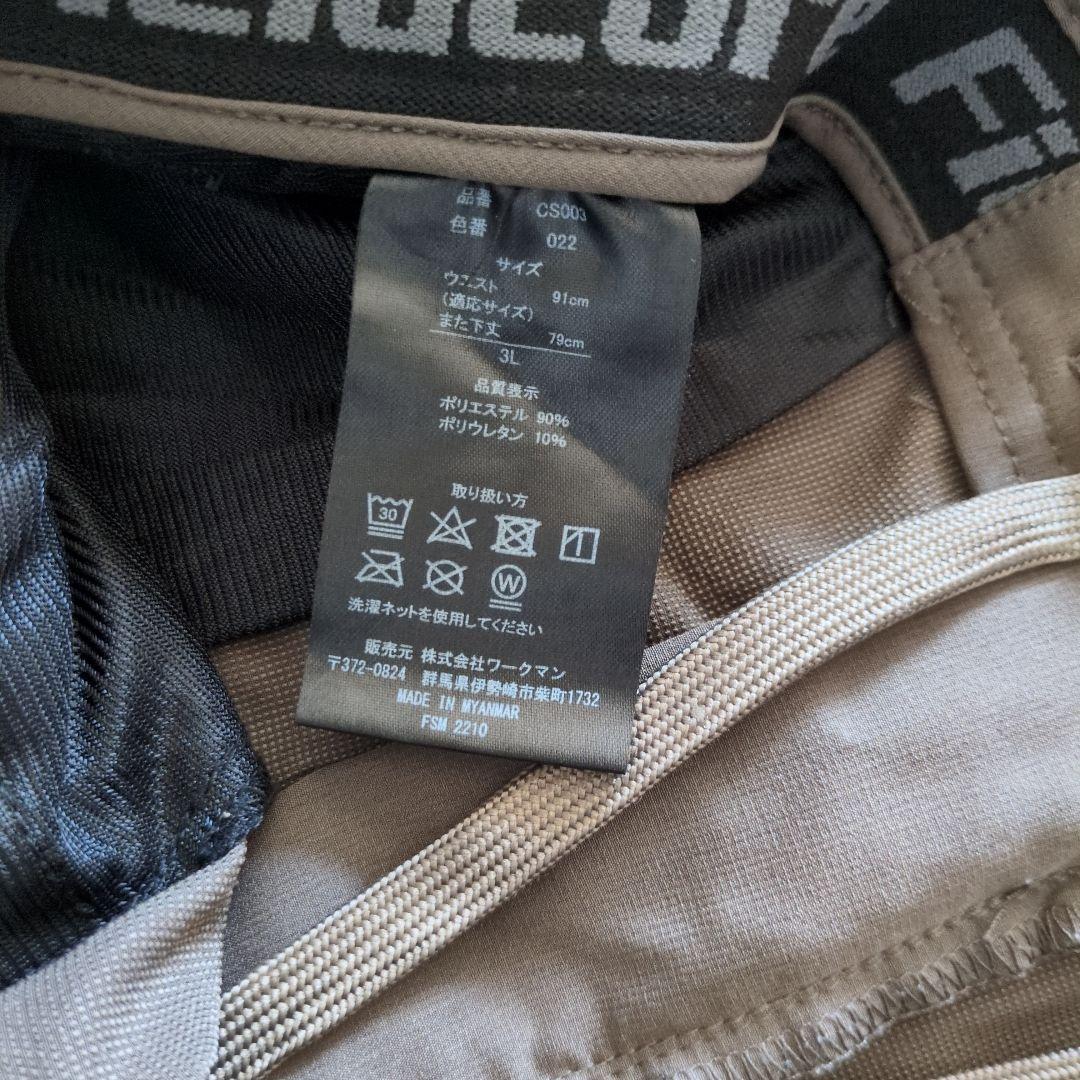 Fi
品番 CS003
色番 022
サイズ
ウエスト 91cm
(適応サイズ)
また下丈 79cm
3L
品質表示
ポリエステル 90%
ポリウレタン 10%
取り扱い方
30
W
洗濯ネットを使用してください
販売元 株式会社ワークマン
〒372-0824 群馬県伊勢崎市柴町1732
MADE IN MYANMAR
FSM 2210